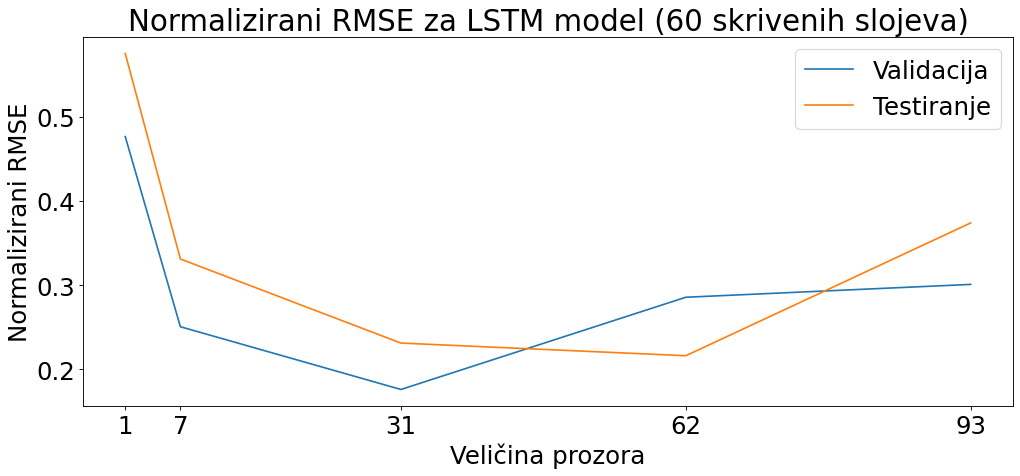 Normalizirani RMSE za LSTM model (60 skrivenih slojeva)
Validacija
Testiranje
Normalizirani RMSE
0.5
0.4
0.3
0.2
1 7 31 62 93
Veličina prozora